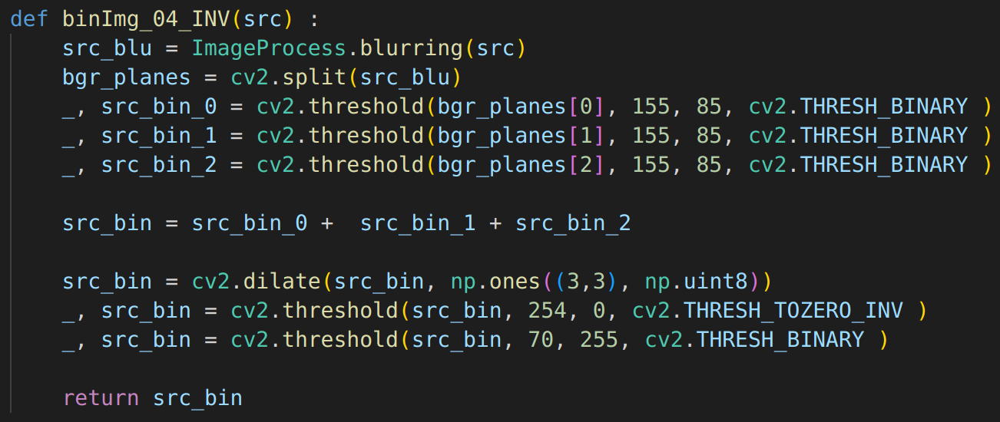 def binImg_04_INV(src) :
    src_blu = ImageProcess.blurring(src)
    bgr_planes = cv2.split(src_blu)
    _, src_bin_0 = cv2.threshold(bgr_planes[0], 155, 85, cv2.THRESH_BINARY )
    _, src_bin_1 = cv2.threshold(bgr_planes[1], 155, 85, cv2.THRESH_BINARY )
    _, src_bin_2 = cv2.threshold(bgr_planes[2], 155, 85, cv2.THRESH_BINARY )

    src_bin = src_bin_0 +  src_bin_1 + src_bin_2

    src_bin = cv2.dilate(src_bin, np.ones((3,3), np.uint8))
    _, src_bin = cv2.threshold(src_bin, 254, 0, cv2.THRESH_TOZERO_INV )
    _, src_bin = cv2.threshold(src_bin, 70, 255, cv2.THRESH_BINARY )

    return src_bin